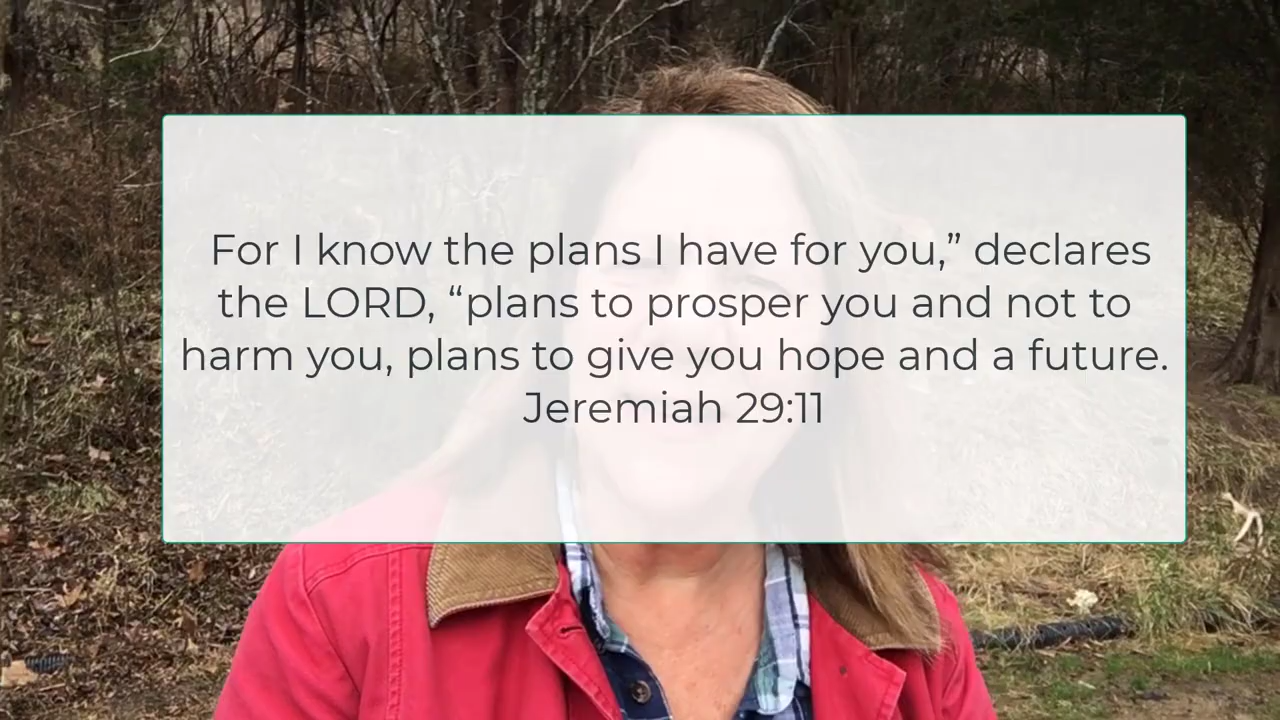 For I know the plans I have for you,” declares
the LORD, “plans to prosper you and not to
harm you, plans to give you hope and a future.
Jeremiah 29:11